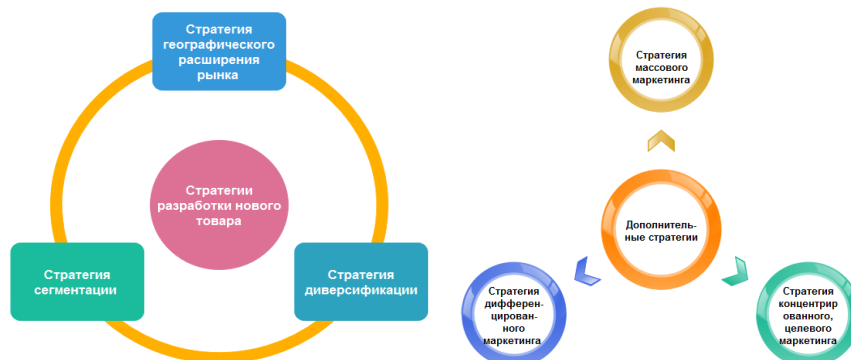 Стратегия
географического
расширения
рынка
Стратегии
разработки нового
товара
Стратегия
сегментации
Стратегия
диверсификации
Стратегия
массового
маркетинга
Дополнитель-
ные стратегии
Стратегия
дифферен-
цирован-
ного
маркетинга
Стратегия
концентрир
ованного,
целевого
маркетинга